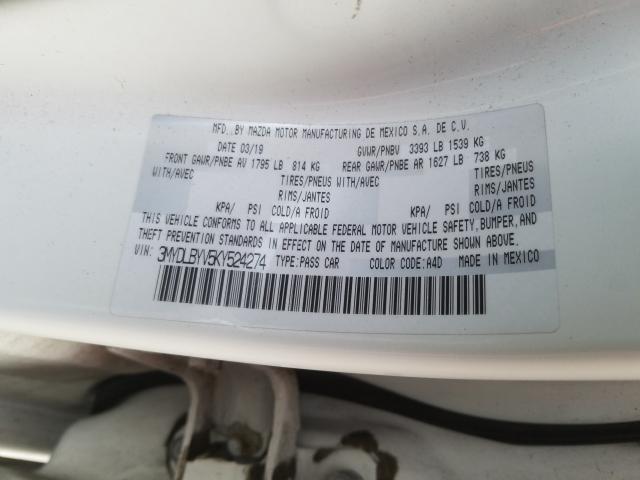 MFD. BY MAZDA MOTOR MANUFACTURING DE MEXICO S.A. DE C.V.
DATE 03/19 GVWR/PNBV 3393 LB 1539 KG
FRONT GAWR/PNBE AV 1795 LB 814 KG REAR GAWR/PNBE AR 1627 LB 738 KG
WITH/AVEC TIRES/PNEUS WITH/AVEC TIRES/PNEUS
RIMS/JANTES RIMS/JANTES
KPA/ PSI COLD/A FROID KPA/ PSI COLD/A FROID
THIS VEHICLE CONFORMS TO ALL APPLICABLE FEDERAL MOTOR VEHICLE SAFETY, BUMPER, AND
THEFT PREVENTION STANDARDS IN EFFECT ON THE DATE OF MANUFACTURE SHOWN ABOVE.
VIN: 3MYDLBYV5KY524274 TYPE:PASS CAR COLOR CODE:A4D MADE IN MEXICO